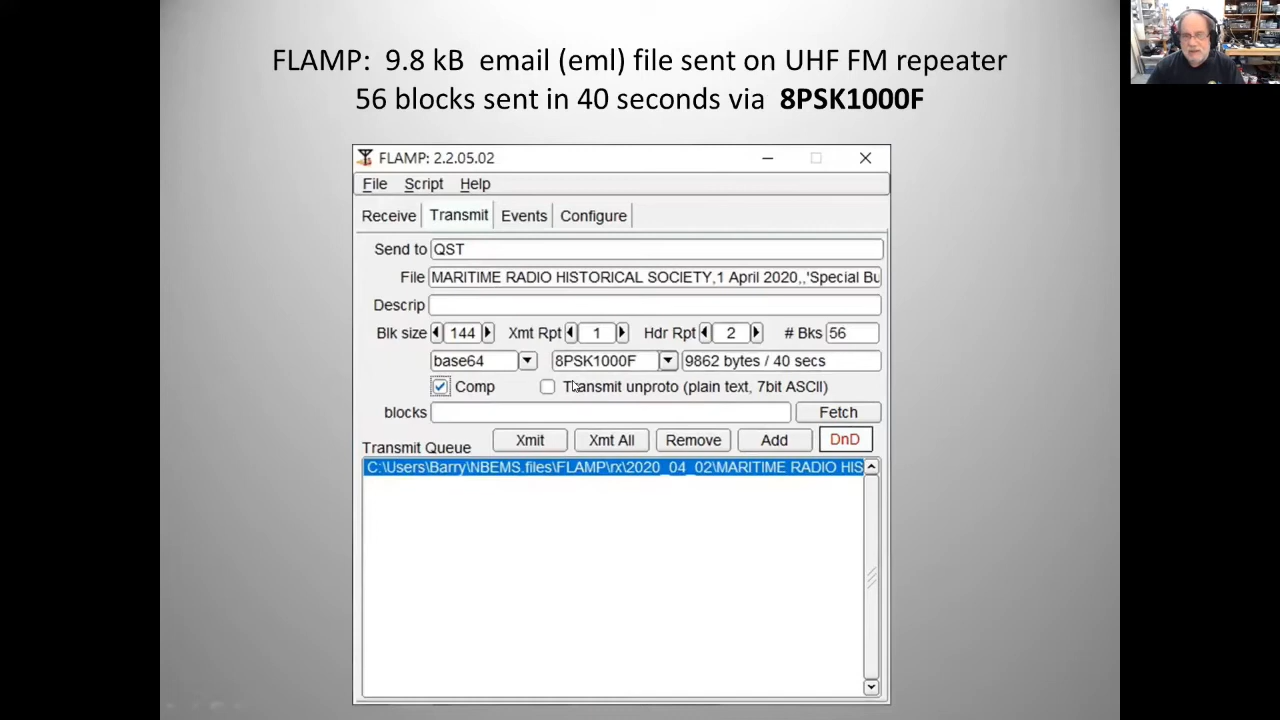 FLAMP: 9.8 kB email (eml) file sent on UHF FM repeater
56 blocks sent in 40 seconds via 8PSK1000F
FLAMP: 2.2.05.02
File Script Help
Receive Transmit Events Configure
Send to QST
File MARITIME RADIO HISTORICAL SOCIETY,1 April 2020,,'Special Bu
Descrip
Blk size 144 Xmt Rpt 1 Hdr Rpt 2 # Bks 56
base64 8PSK1000F 9862 bytes / 40 secs
Comp Transmit unproto (plain text, 7bit ASCII)
blocks Fetch
Transmit Queue Xmit Xmt All Remove Add DnD
C:\Users\Barry\NBEMS.files\FLAMP\rx\2020_04_02\MARITIME RADIO HIS